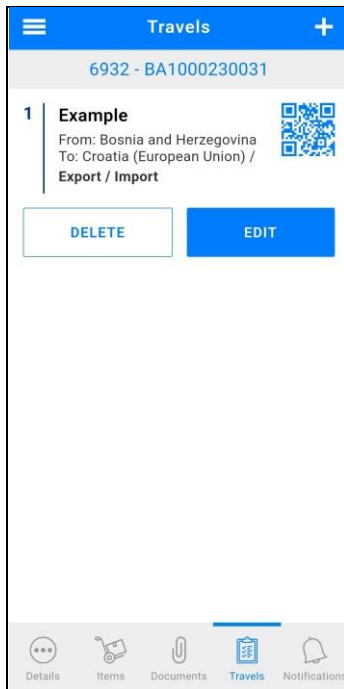 Travels
6932 - BA1000230031
1
Example
From: Bosnia and Herzegovina
To: Croatia (European Union) /
Export / Import
DELETE
EDIT
Details
Items
Documents
Travels
Notifications